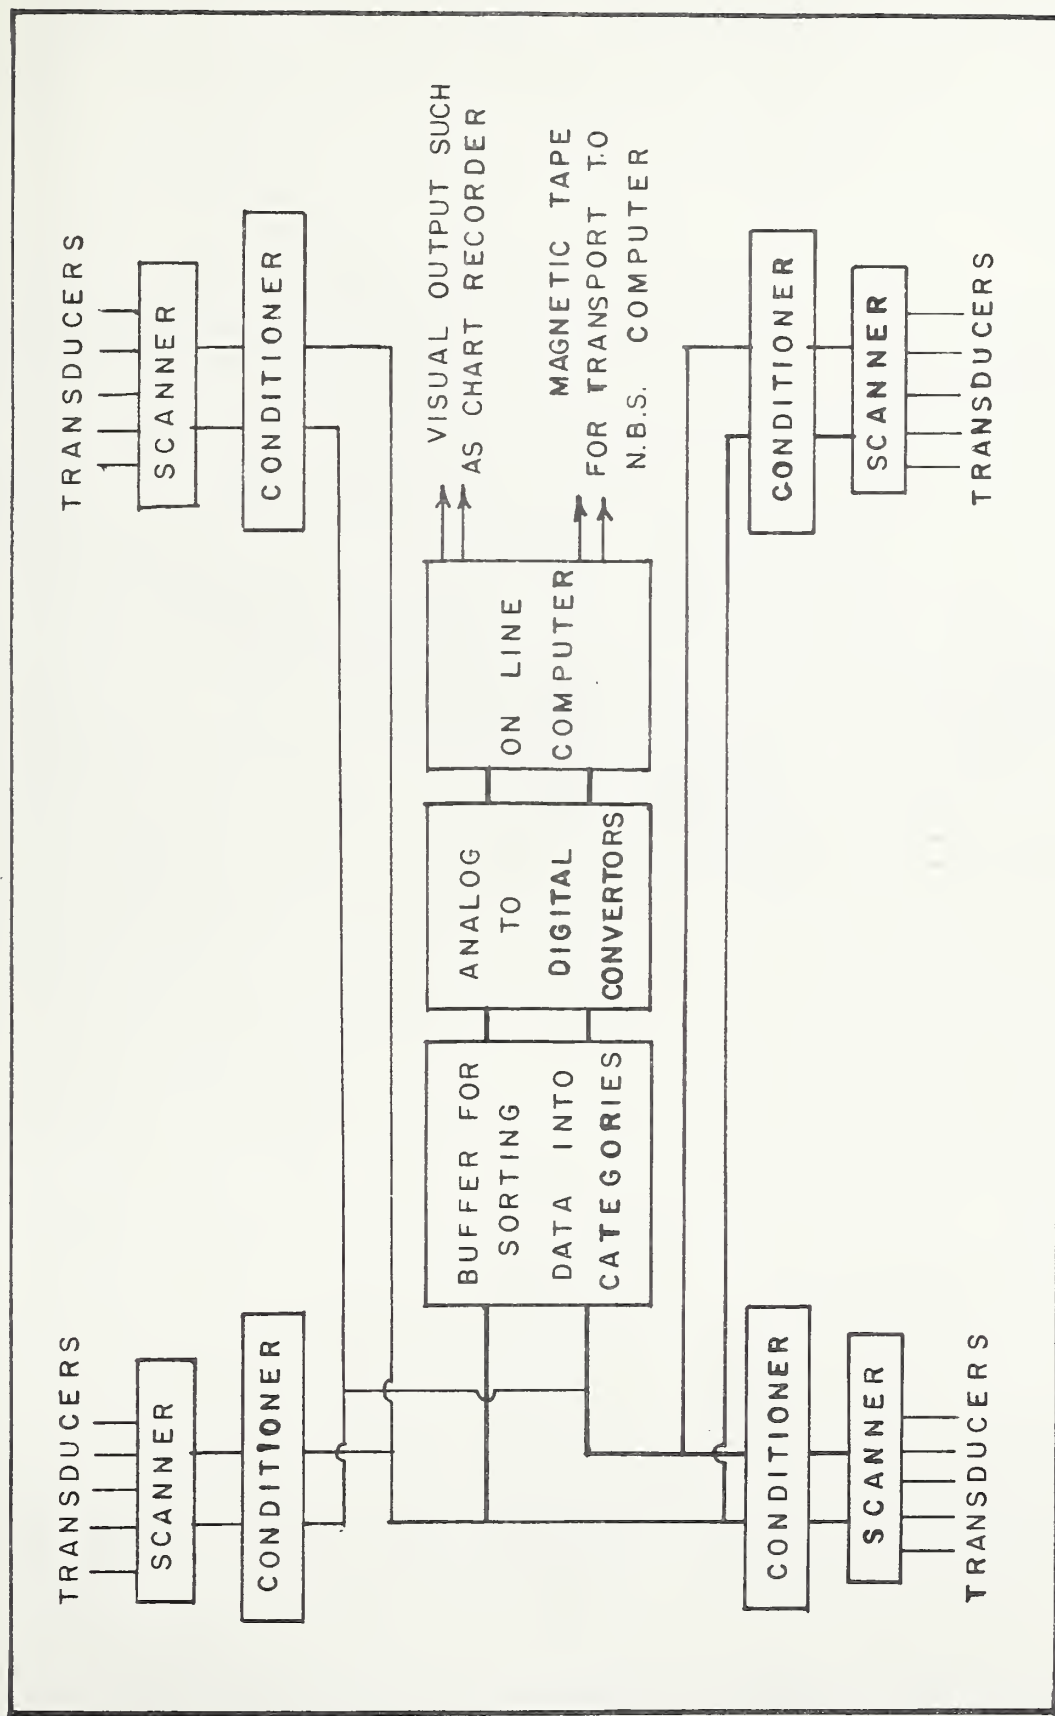 TRANSDUCERS
SCANNER
CONDITIONER
TRANSDUCERS
SCANNER
CONDITIONER
BUFFER FOR
SORTING
DATA INTO
CATEGORIES
ANALOG
TO
DIGITAL
CONVERTORS
ON LINE
COMPUTER
VISUAL OUTPUT SUCH
AS CHART RECORDER
MAGNETIC TAPE
FOR TRANSPORT TO
N.B.S. COMPUTER
CONDITIONER
SCANNER
TRANSDUCERS
CONDITIONER
SCANNER
TRANSDUCERS